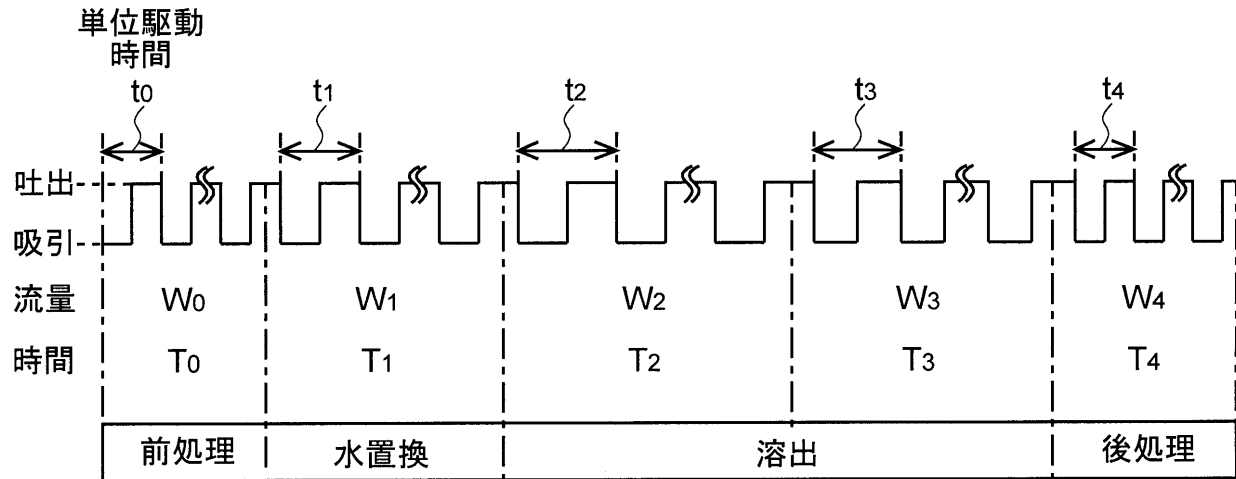 単位駆動
時間
t0 t1 t2 t3 t4
吐出
吸引
流量 W0 W1 W2 W3 W4
時間 T0 T1 T2 T3 T4
前処理 水置換 溶出 後処理